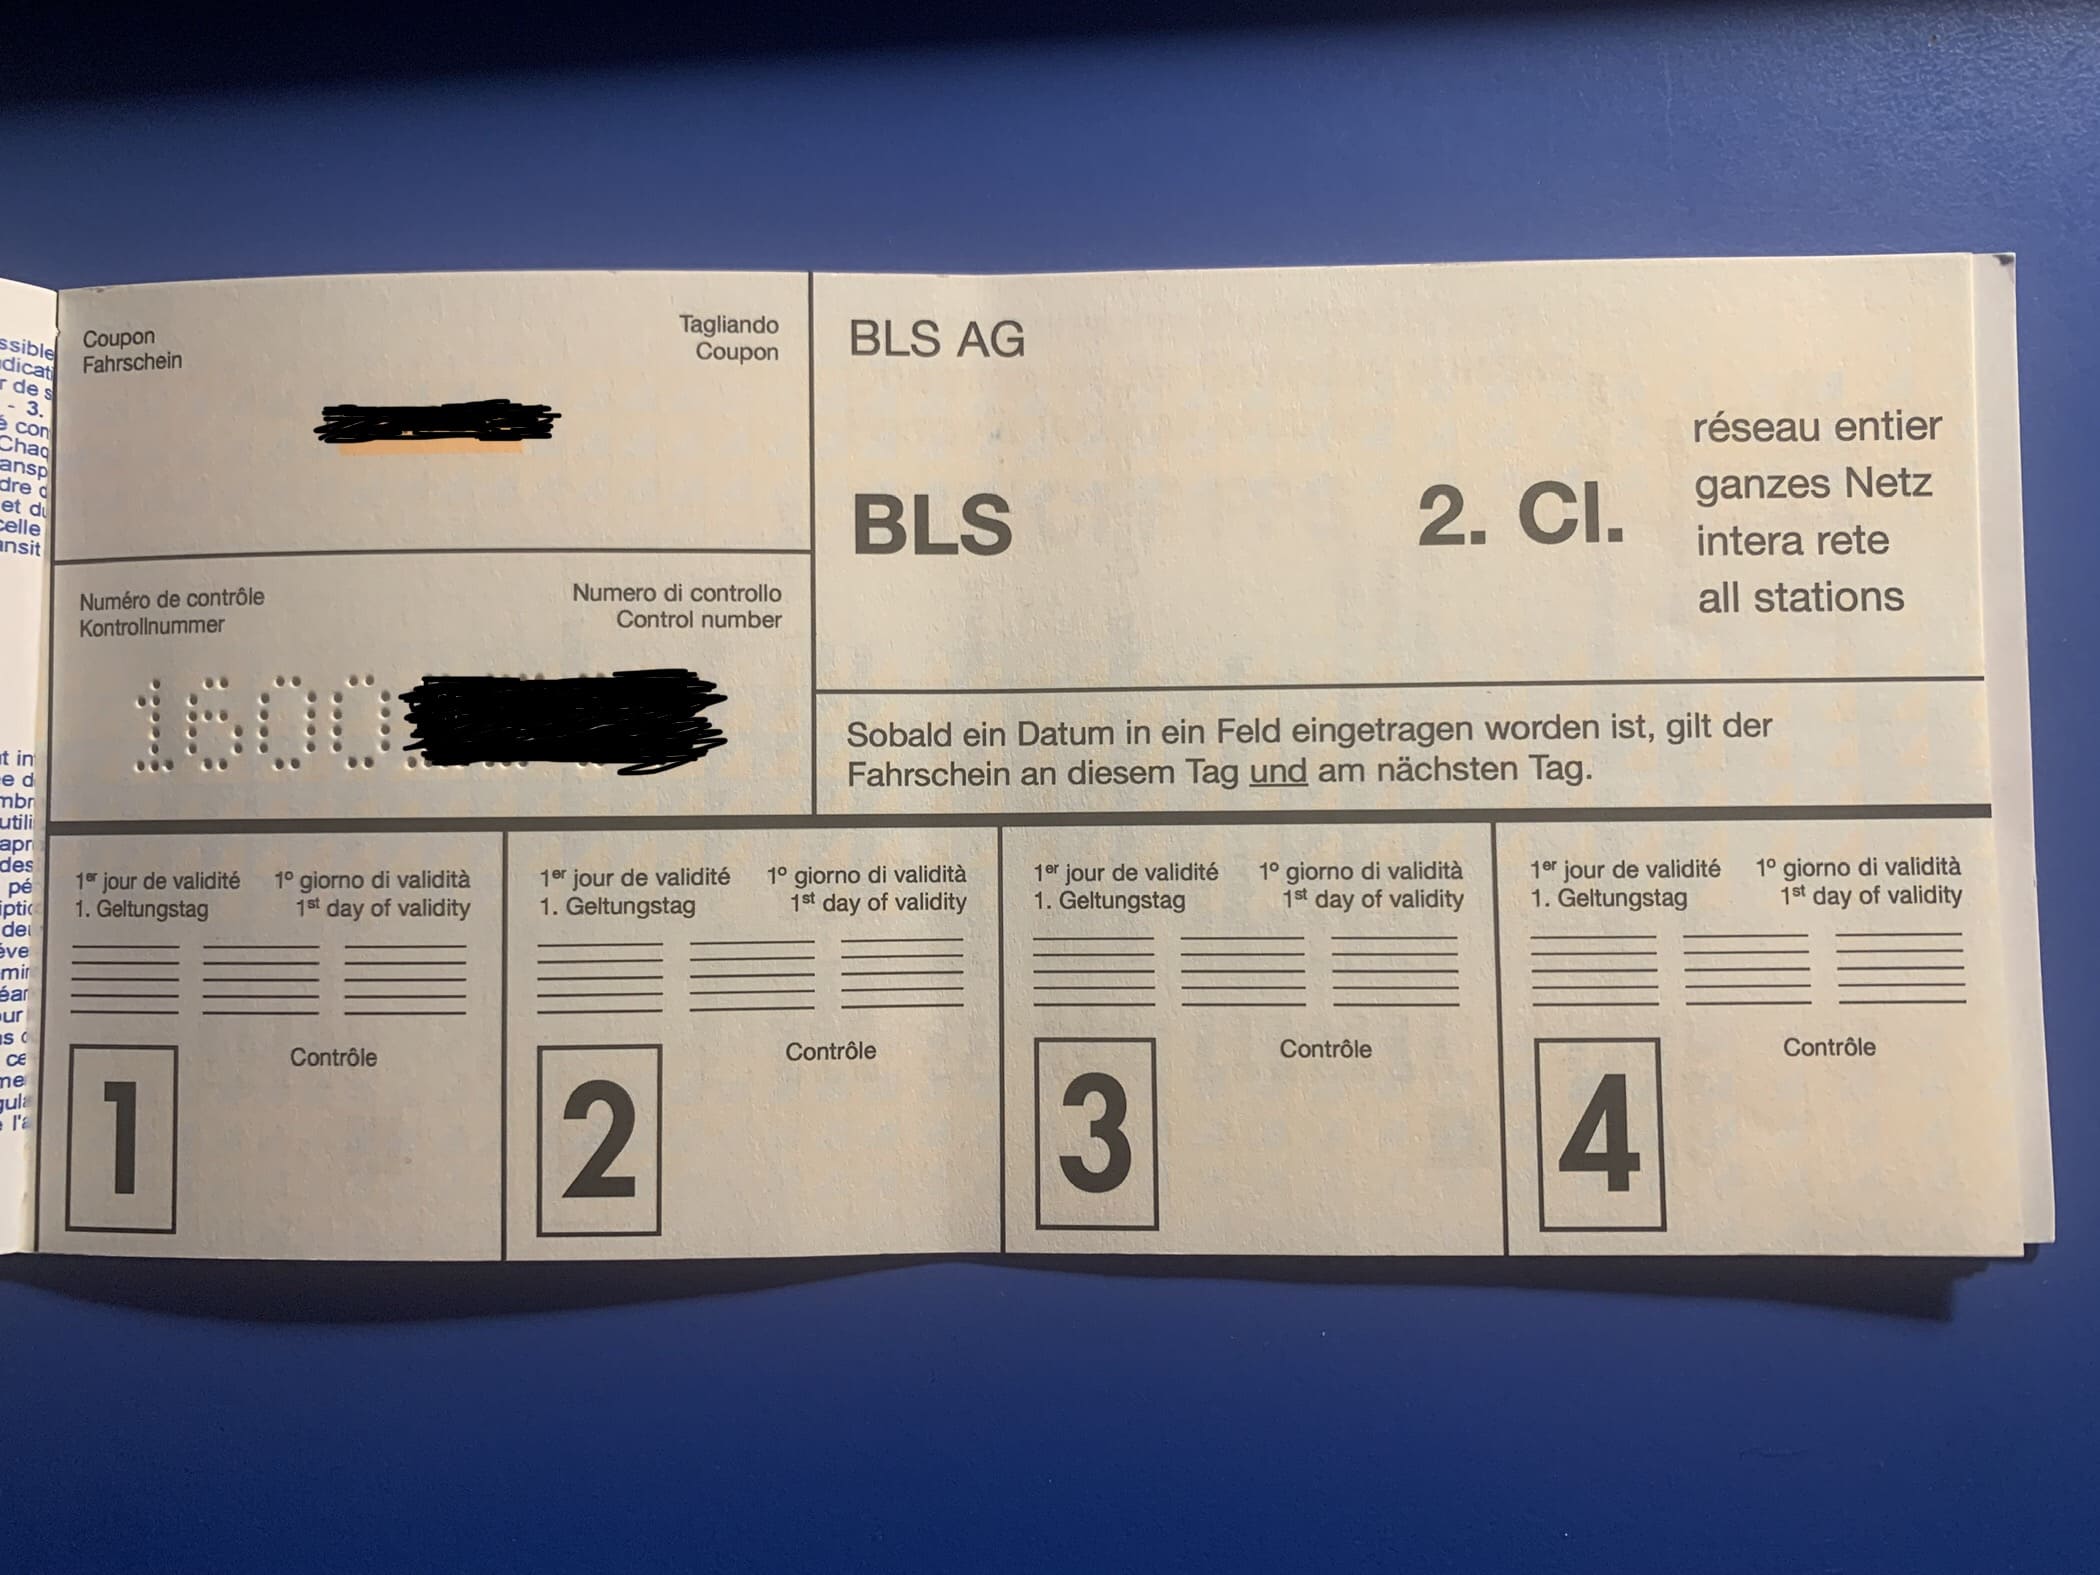 Coupon
Fahrschein
Tagliando
Coupon
Numéro de contrôle
Kontrollnummer
Numero di controllo
Control number
1600
BLS AG
BLS
2. Cl.
réseau entier
ganzes Netz
intera rete
all stations
Sobald ein Datum in ein Feld eingetragen worden ist, gilt der
Fahrschein an diesem Tag und am nächsten Tag.
1er jour de validité
1. Geltungstag
1º giorno di validità
1st day of validity
Contrôle
1
1er jour de validité
1. Geltungstag
1º giorno di validità
1st day of validity
Contrôle
2
1er jour de validité
1. Geltungstag
1º giorno di validità
1st day of validity
Contrôle
3
1er jour de validité
1. Geltungstag
1º giorno di validità
1st day of validity
Contrôle
4